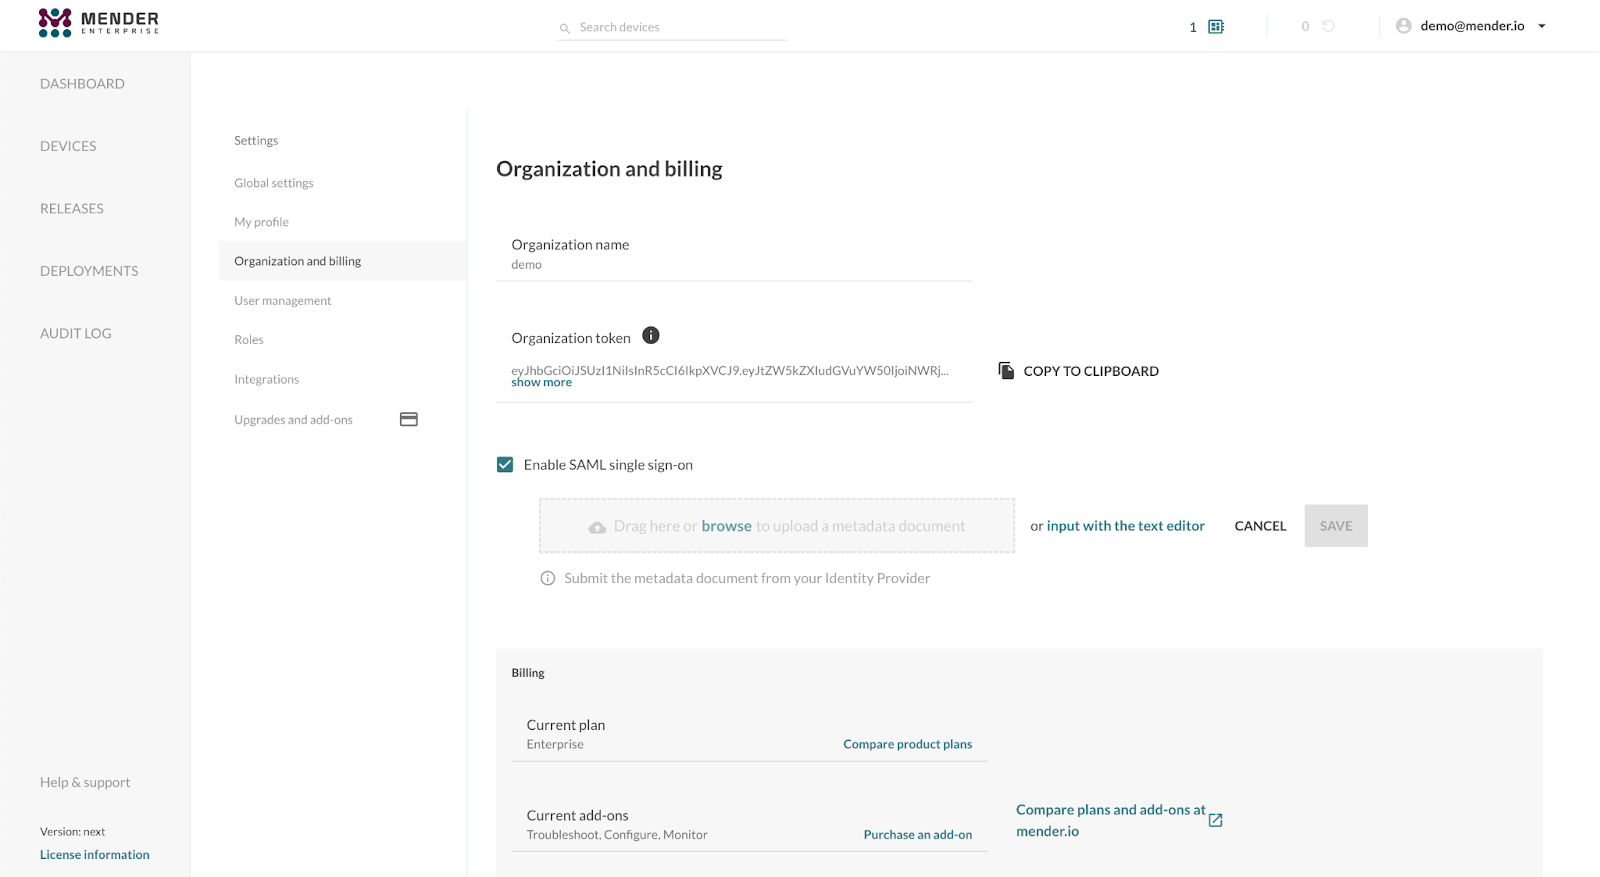 MENDER
ENTERPRISE
Search devices
1
0
demo@mender.io
DASHBOARD
DEVICES
RELEASES
DEPLOYMENTS
AUDIT LOG
Help & support
Version: next
License information
Settings
Global settings
My profile
Organization and billing
User management
Roles
Integrations
Upgrades and add-ons
Organization and billing
Organization name
demo
Organization token
eyJhbGciOiJSUzI1NiIsInR5cCI6IkpXVCJ9.eyJtZW5kZXIudGVuYW50IjoiNWRj...
show more
COPY TO CLIPBOARD
Enable SAML single sign-on
Drag here or browse to upload a metadata document
or input with the text editor
CANCEL
SAVE
Submit the metadata document from your Identity Provider
Billing
Current plan
Enterprise
Compare product plans
Current add-ons
Troubleshoot, Configure, Monitor
Purchase an add-on
Compare plans and add-ons at
mender.io